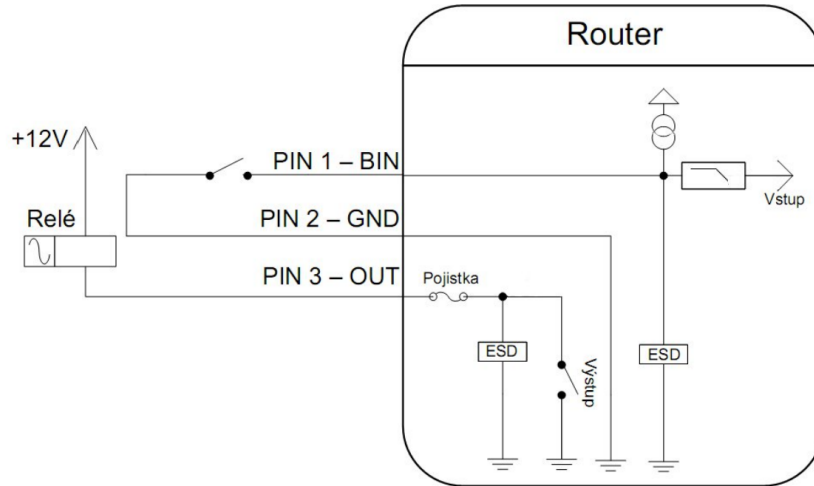 Router
+12V
PIN 1 – BIN
Vstup
Relé
PIN 2 – GND
PIN 3 – OUT
Pojistka
ESD
Výstup
ESD